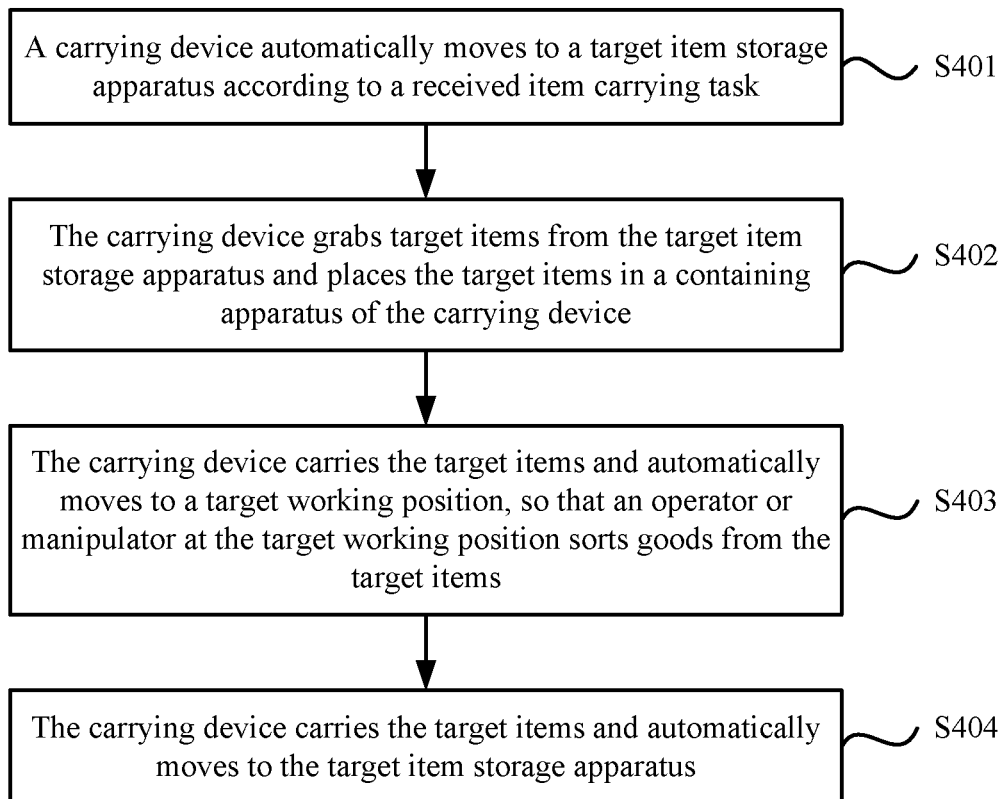 A carrying device automatically moves to a target item storage
apparatus according to a received item carrying task
S401
The carrying device grabs target items from the target item
storage apparatus and places the target items in a containing
apparatus of the carrying device
S402
The carrying device carries the target items and automatically
moves to a target working position, so that an operator or
manipulator at the target working position sorts goods from the
target items
S403
The carrying device carries the target items and automatically
moves to the target item storage apparatus
S404